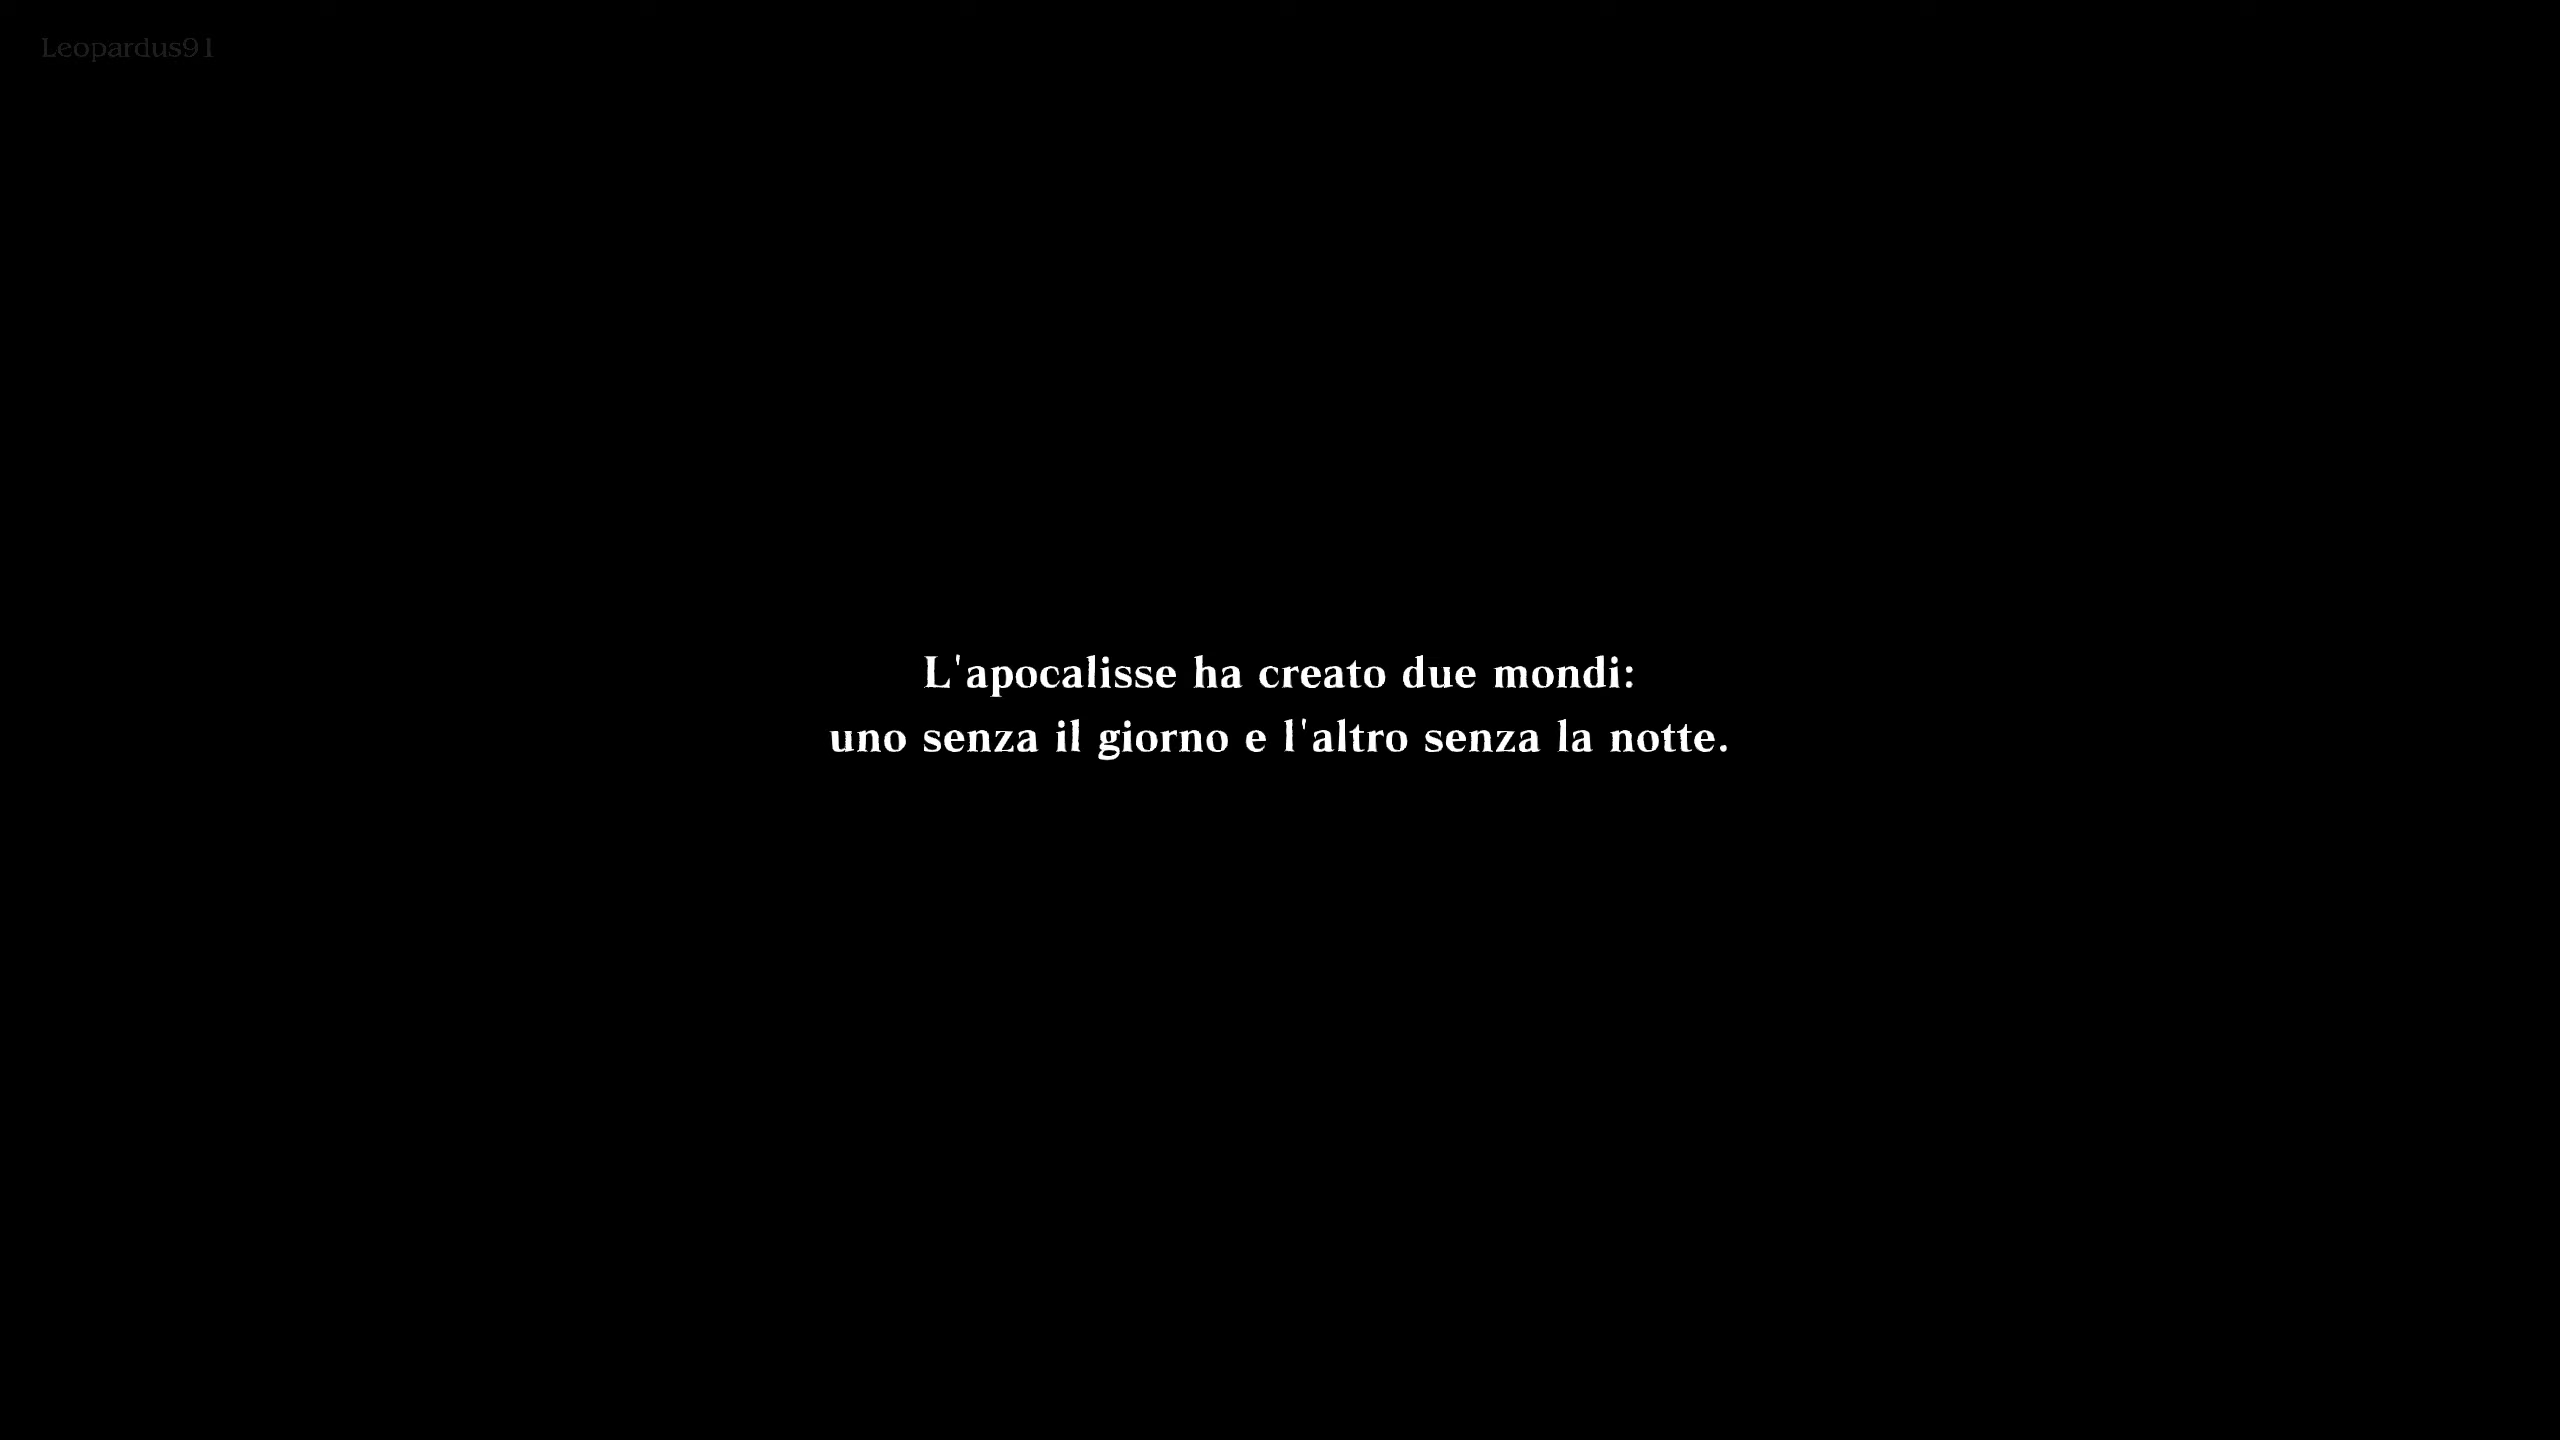 Leopardus91
L'apocalisse ha creato due mondi:
uno senza il giorno e l'altro senza la notte.